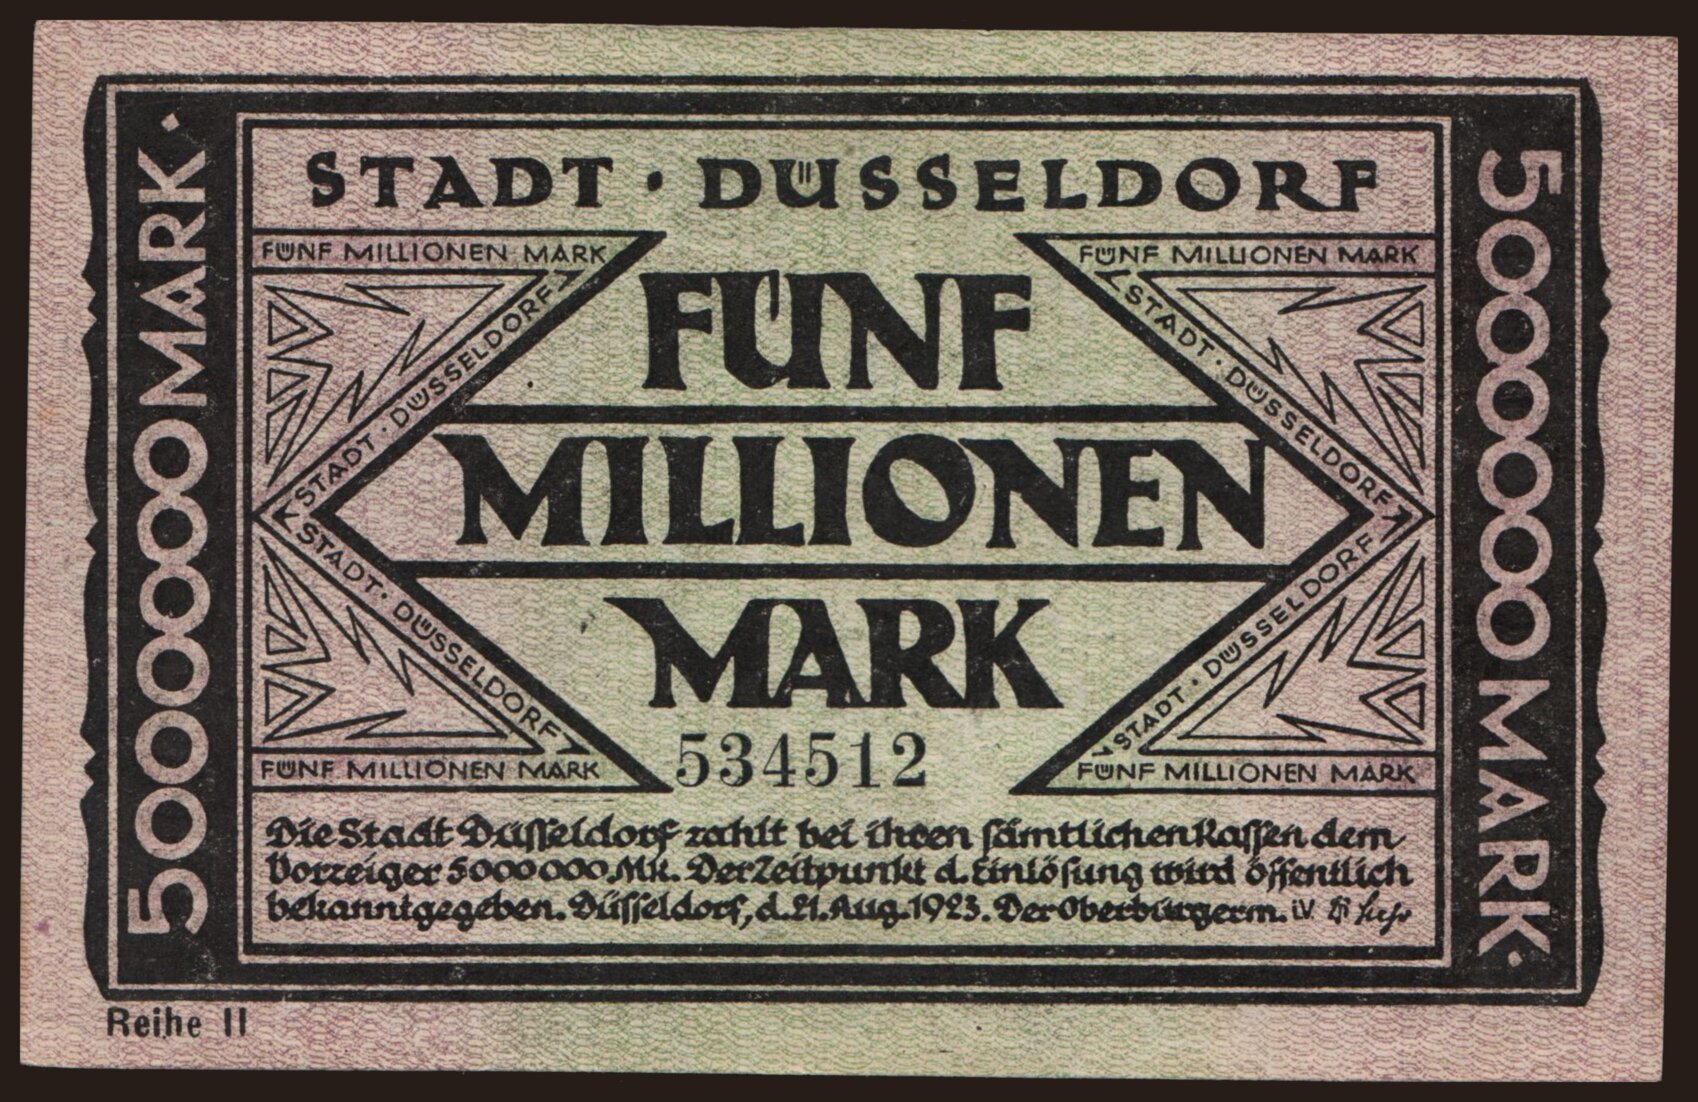 STADT · DÜSSELDORF
FÜNF MILLIONEN MARK
FÜNF MILLIONEN MARK
STADT · DÜSSELDORF
STADT · DÜSSELDORF
5000000 MARK ·
5000000 MARK ·
FÜNF
MILLIONEN
MARK
STADT · DÜSSELDORF
STADT · DÜSSELDORF
FÜNF MILLIONEN MARK
534512
FÜNF MILLIONEN MARK
Die Stadt Düsseldorf zahlt bei ihren sämtlichen Kassen dem
Vorzeiger 5000000 Mk. Der Zeitpunkt d. Einlösung wird öffentlich
bekanntgegeben. Düsseldorf, d. 21. Aug. 1923. Der Oberbürgerm. i.V.
Reihe II